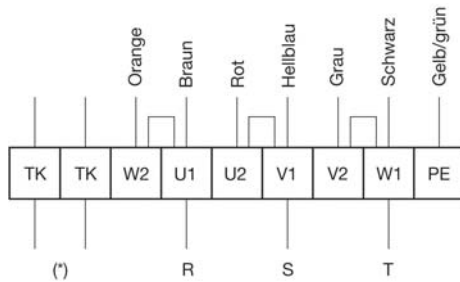 Orange Braun Rot Hellblau Grau Schwarz Gelb/grün
TK TK W2 U1 U2 V1 V2 W1 PE
(*) R S T